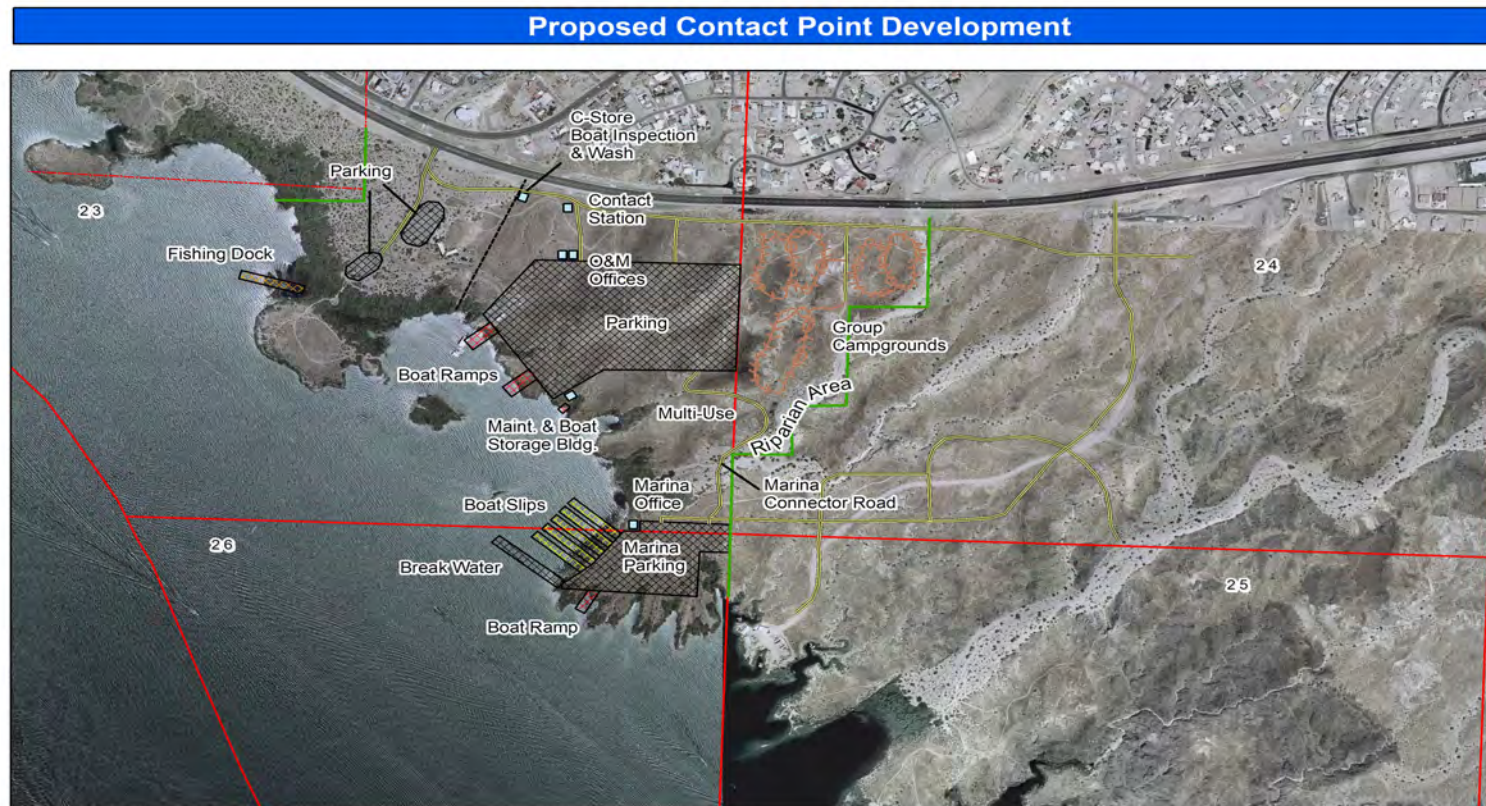 Proposed Contact Point Development
C-Store
Boat Inspection
& Wash
Parking
Contact
Station
23
Fishing Dock
O&M
Offices
24
Parking
Group
Campgrounds
Boat Ramps
Riparian Area
Multi-Use
Maint. & Boat
Storage Bldg.
Marina
Office
Marina
Connector Road
Boat Slips
26
Marina
Parking
Break Water
25
Boat Ramp